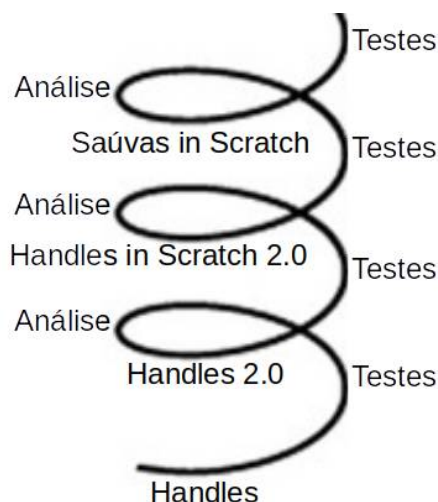 Testes
Análise
Saúvas in Scratch
Testes
Análise
Handles in Scratch 2.0
Testes
Análise
Handles 2.0
Testes
Handles